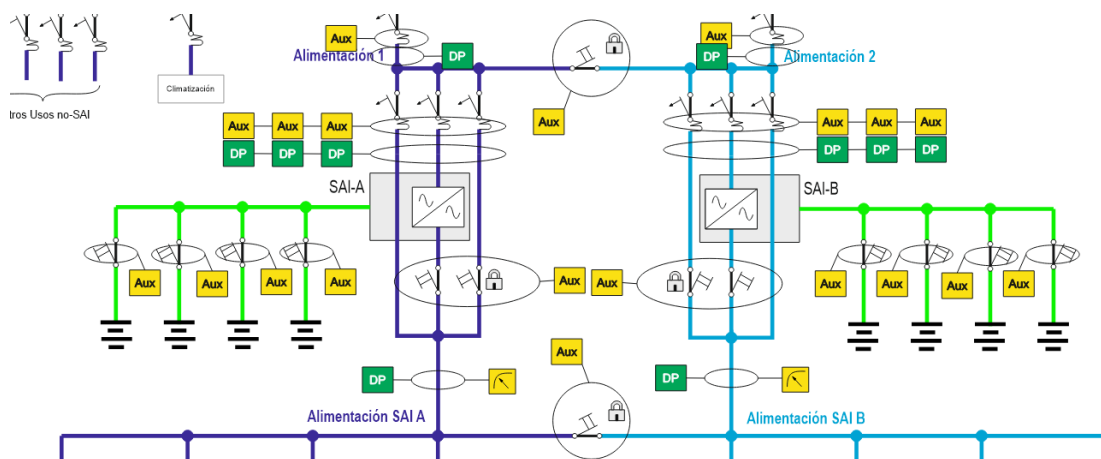 Aux
Aux
Alimentación 1
DP
DP
Alimentación 2
Climatización
tros Usos no-SAI
Aux
Aux Aux Aux
Aux Aux Aux
DP DP DP
DP DP DP
SAI-A
SAI-B
Aux Aux Aux Aux
Aux Aux
Aux Aux Aux Aux
Aux
DP
DP
Alimentación SAI A
Alimentación SAI B